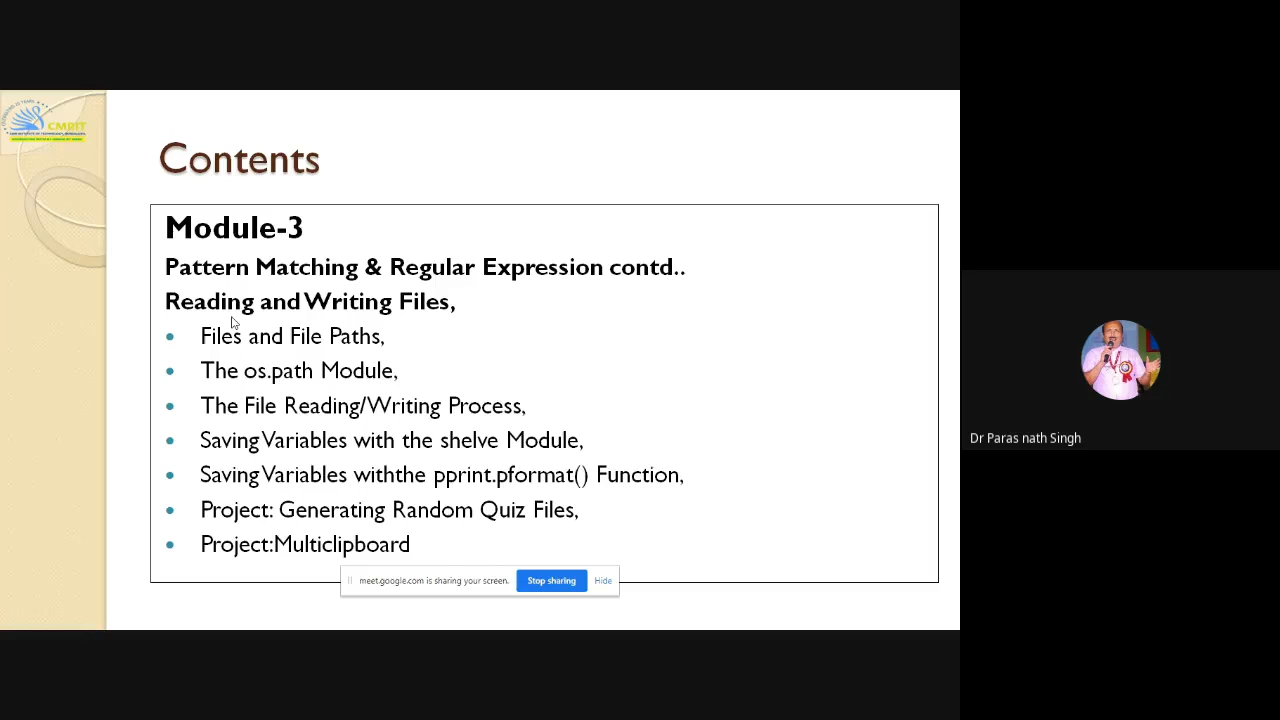 CMRIT
Contents
Module-3
Pattern Matching & Regular Expression contd..
Reading and Writing Files,
• Files and File Paths,
• The os.path Module,
• The File Reading/Writing Process,
• Saving Variables with the shelve Module,
• Saving Variables withthe pprint.pformat() Function,
• Project: Generating Random Quiz Files,
• Project:Multiclipboard
meet.google.com is sharing your screen. Stop sharing Hide
Dr Paras nath Singh